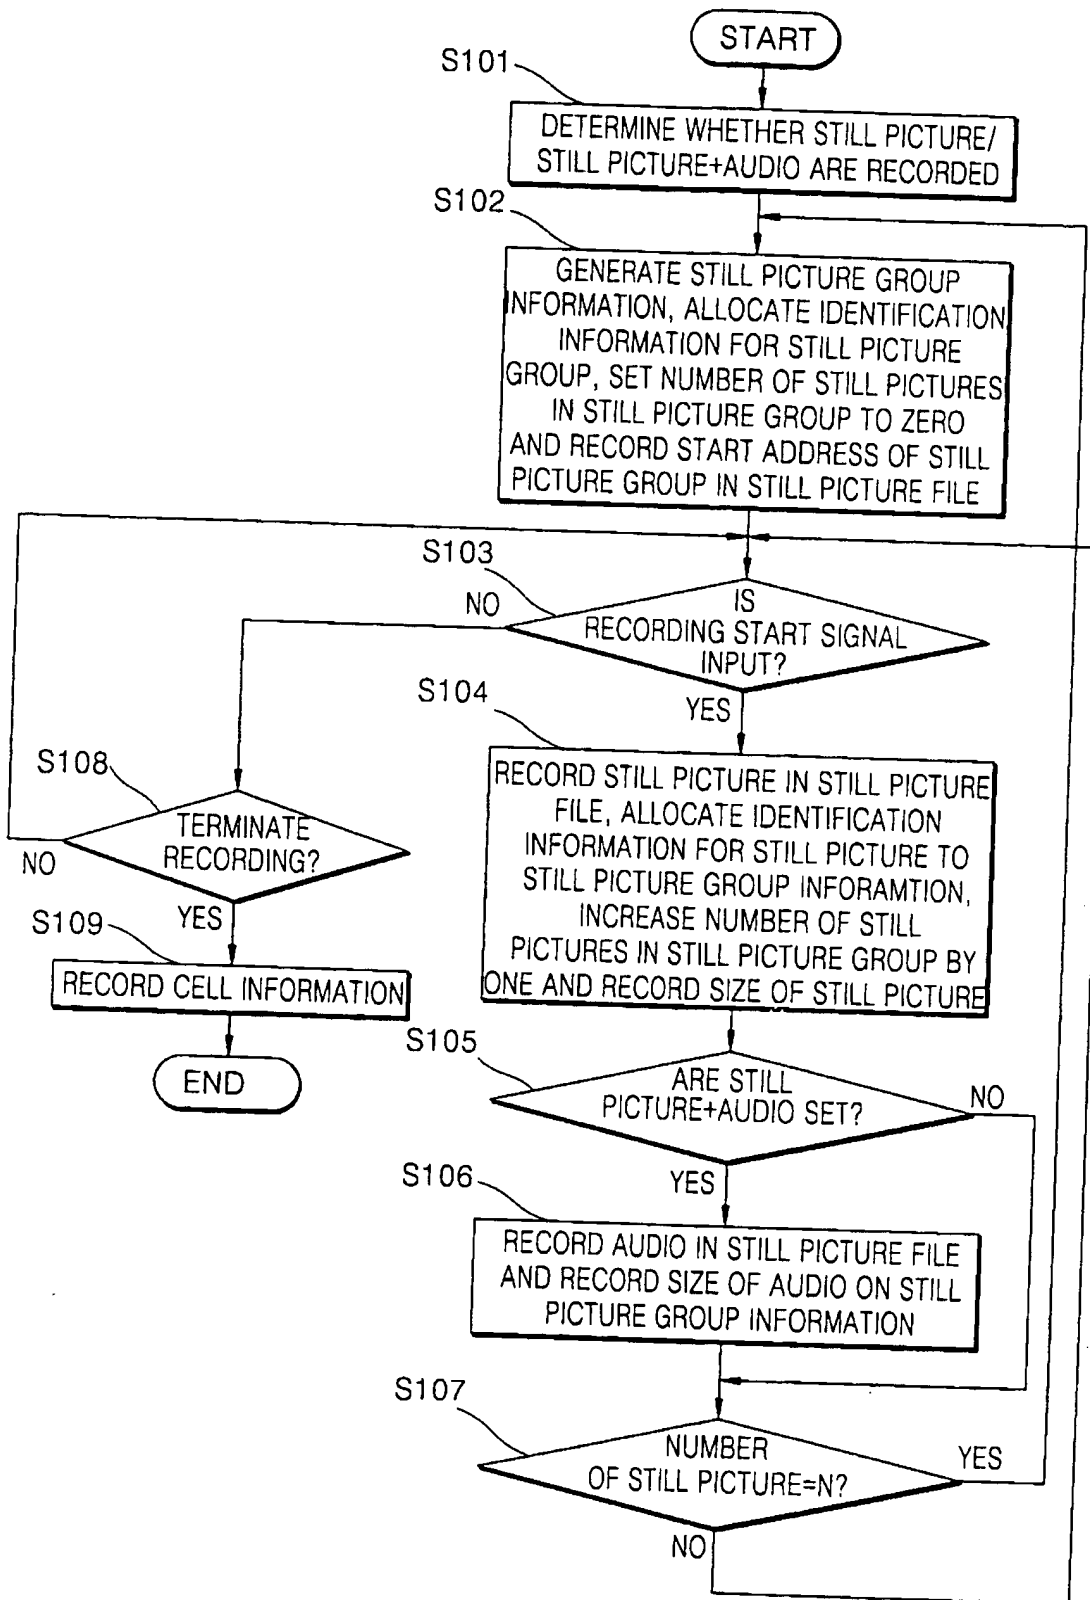 START
S101
DETERMINE WHETHER STILL PICTURE/
STILL PICTURE+AUDIO ARE RECORDED
S102
GENERATE STILL PICTURE GROUP
INFORMATION, ALLOCATE IDENTIFICATION
INFORMATION FOR STILL PICTURE
GROUP, SET NUMBER OF STILL PICTURES
IN STILL PICTURE GROUP TO ZERO
AND RECORD START ADDRESS OF STILL
PICTURE GROUP IN STILL PICTURE FILE
S103
NO
IS
RECORDING START SIGNAL
INPUT?
YES
S104
RECORD STILL PICTURE IN STILL PICTURE
FILE, ALLOCATE IDENTIFICATION
INFORMATION FOR STILL PICTURE TO
STILL PICTURE GROUP INFORAMTION,
INCREASE NUMBER OF STILL
PICTURES IN STILL PICTURE GROUP BY
ONE AND RECORD SIZE OF STILL PICTURE
S108
TERMINATE
RECORDING?
NO
YES
S109
RECORD CELL INFORMATION
END
S105
ARE STILL
PICTURE+AUDIO SET?
NO
YES
S106
RECORD AUDIO IN STILL PICTURE FILE
AND RECORD SIZE OF AUDIO ON STILL
PICTURE GROUP INFORMATION
S107
NUMBER
OF STILL PICTURE=N?
YES
NO